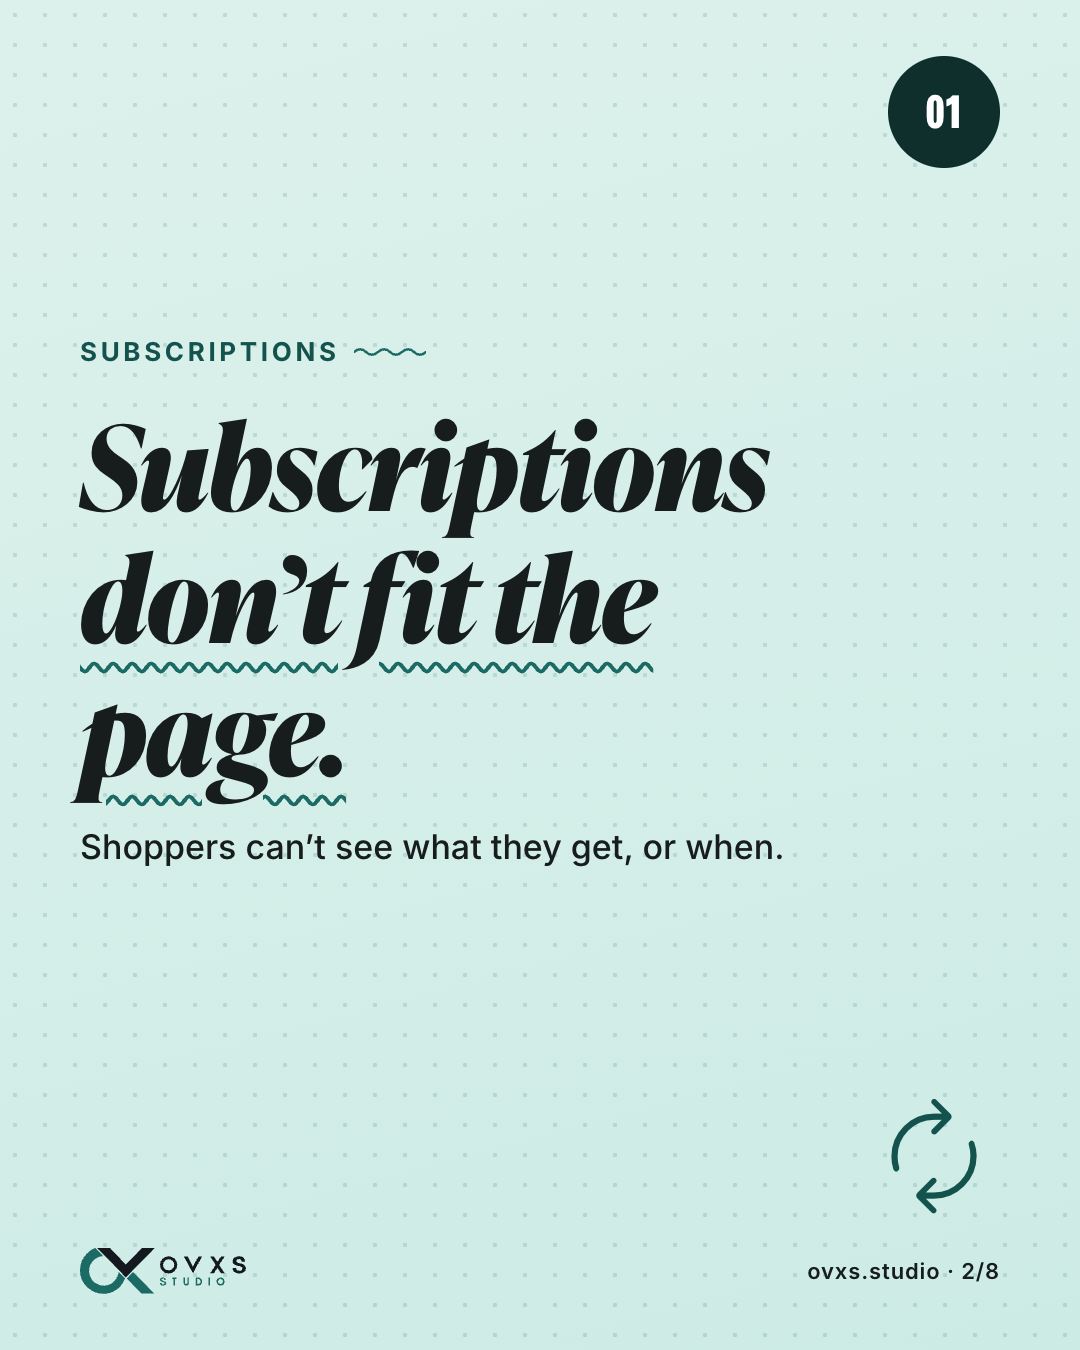 01
SUBSCRIPTIONS
Subscriptions
don’t fit the
page.
Shoppers can’t see what they get, or when.
OVXS
STUDIO
ovxs.studio · 2/8